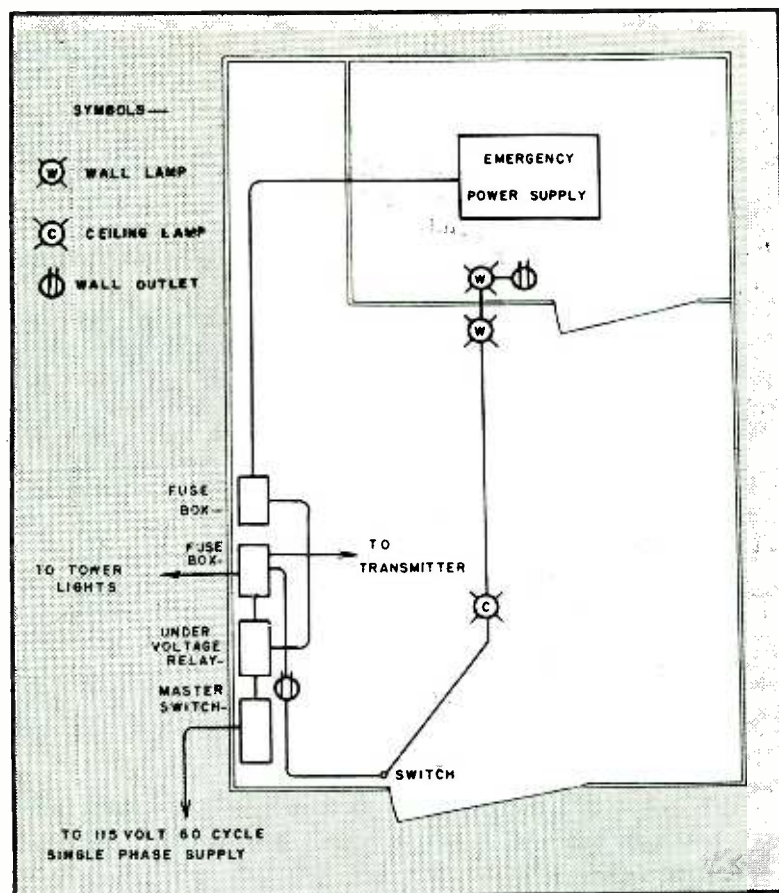 SYMBOLS—
W WALL LAMP
C CEILING LAMP
WALL OUTLET
EMERGENCY
POWER SUPPLY
W
W
FUSE
BOX—
FUSE
BOX—
TO
TRANSMITTER
TO TOWER
LIGHTS
C
UNDER
VOLTAGE
RELAY—
MASTER
SWITCH—
SWITCH
TO 115 VOLT 60 CYCLE
SINGLE PHASE SUPPLY